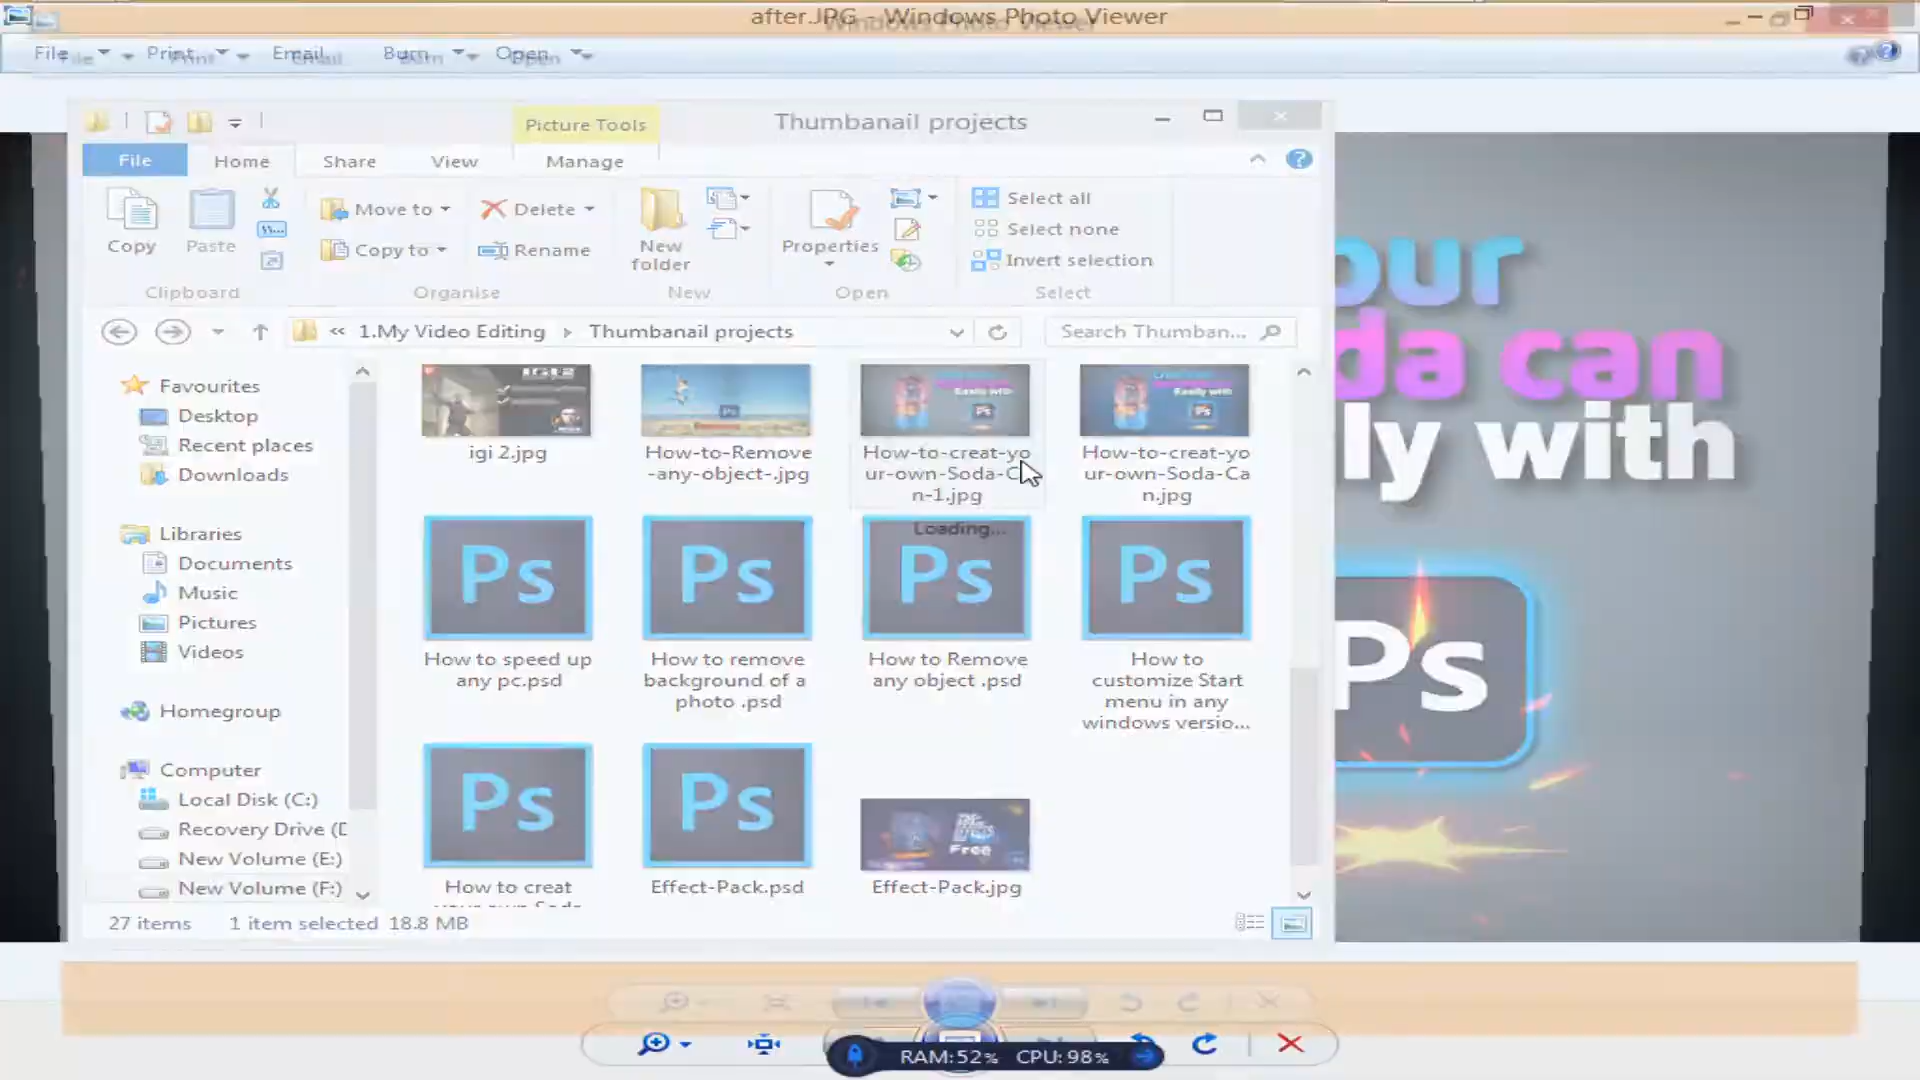 after.JPG - Windows Photo Viewer
File Print Email Burn Open
Picture Tools
Thumbanail projects
File Home Share View Manage
Copy
Paste
Move to
Copy to
Delete
Rename
New folder
Properties
Select all
Select none
Invert selection
Clipboard Organise New Open Select
« 1.My Video Editing Thumbanail projects
Search Thumban...
Favourites
Desktop
Recent places
Downloads
Libraries
Documents
Music
Pictures
Videos
Homegroup
Computer
Local Disk (C:)
Recovery Drive (D
New Volume (E:)
New Volume (F:)
igi 2.jpg
How-to-Remove
-any-object-.jpg
How-to-creat-yo
ur-own-Soda-Ca
n-1.jpg
How-to-creat-yo
ur-own-Soda-Ca
n.jpg
Loading...
Ps
Ps
Ps
Ps
How to speed up
any pc.psd
How to remove
background of a
photo .psd
How to Remove
any object .psd
How to
customize Start
menu in any
windows versio...
Ps
Ps
Free
How to creat
Effect-Pack.psd
Effect-Pack.jpg
27 items 1 item selected 18.8 MB
our
da can
ly with
Ps
RAM:52% CPU:98%